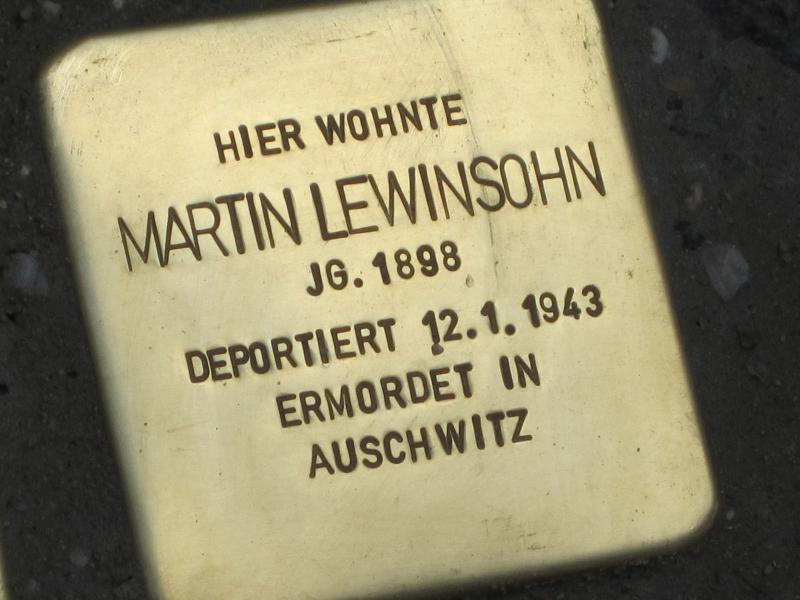 HIER WOHNTE
MARTIN LEWINSOHN
JG. 1898
DEPORTIERT 12.1.1943
ERMORDET IN
AUSCHWITZ